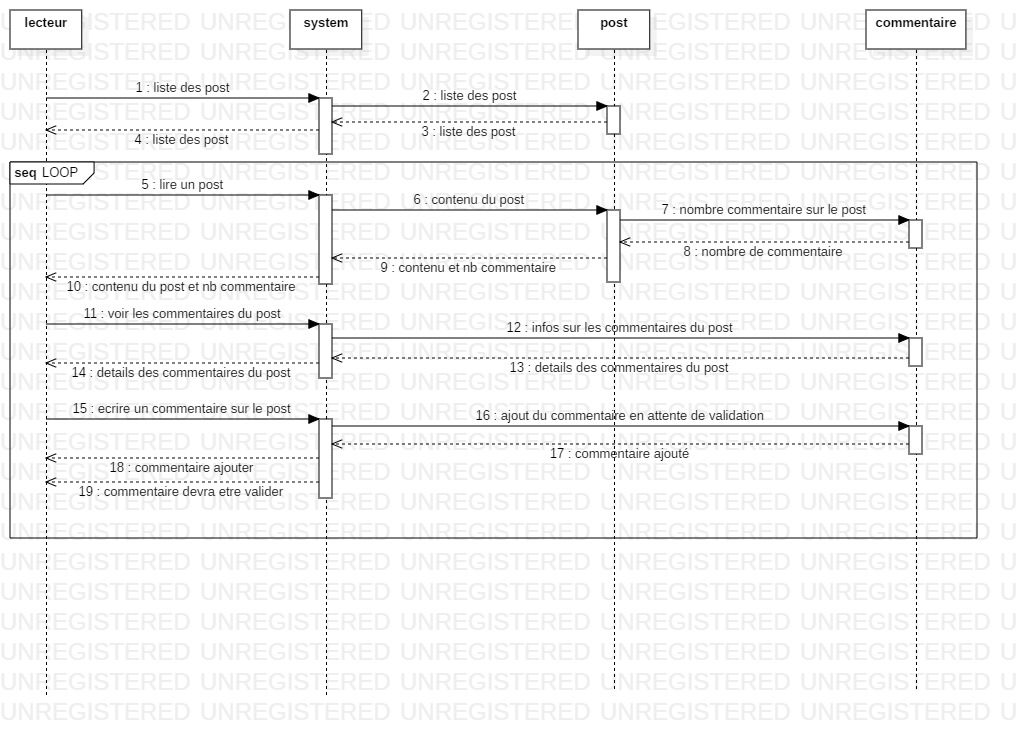 lecteur
system
post
commentaire
1 : liste des post
2 : liste des post
3 : liste des post
4 : liste des post
seq LOOP
5 : lire un post
6 : contenu du post
7 : nombre commentaire sur le post
8 : nombre de commentaire
9 : contenu et nb commentaire
10 : contenu du post et nb commentaire
11 : voir les commentaires du post
12 : infos sur les commentaires du post
13 : details des commentaires du post
14 : details des commentaires du post
15 : ecrire un commentaire sur le post
16 : ajout du commentaire en attente de validation
17 : commentaire ajouté
18 : commentaire ajouter
19 : commentaire devra etre valider
UNREGISTERED UNREGISTERED UNREGISTERED UNREGISTERED UNREGISTERED U